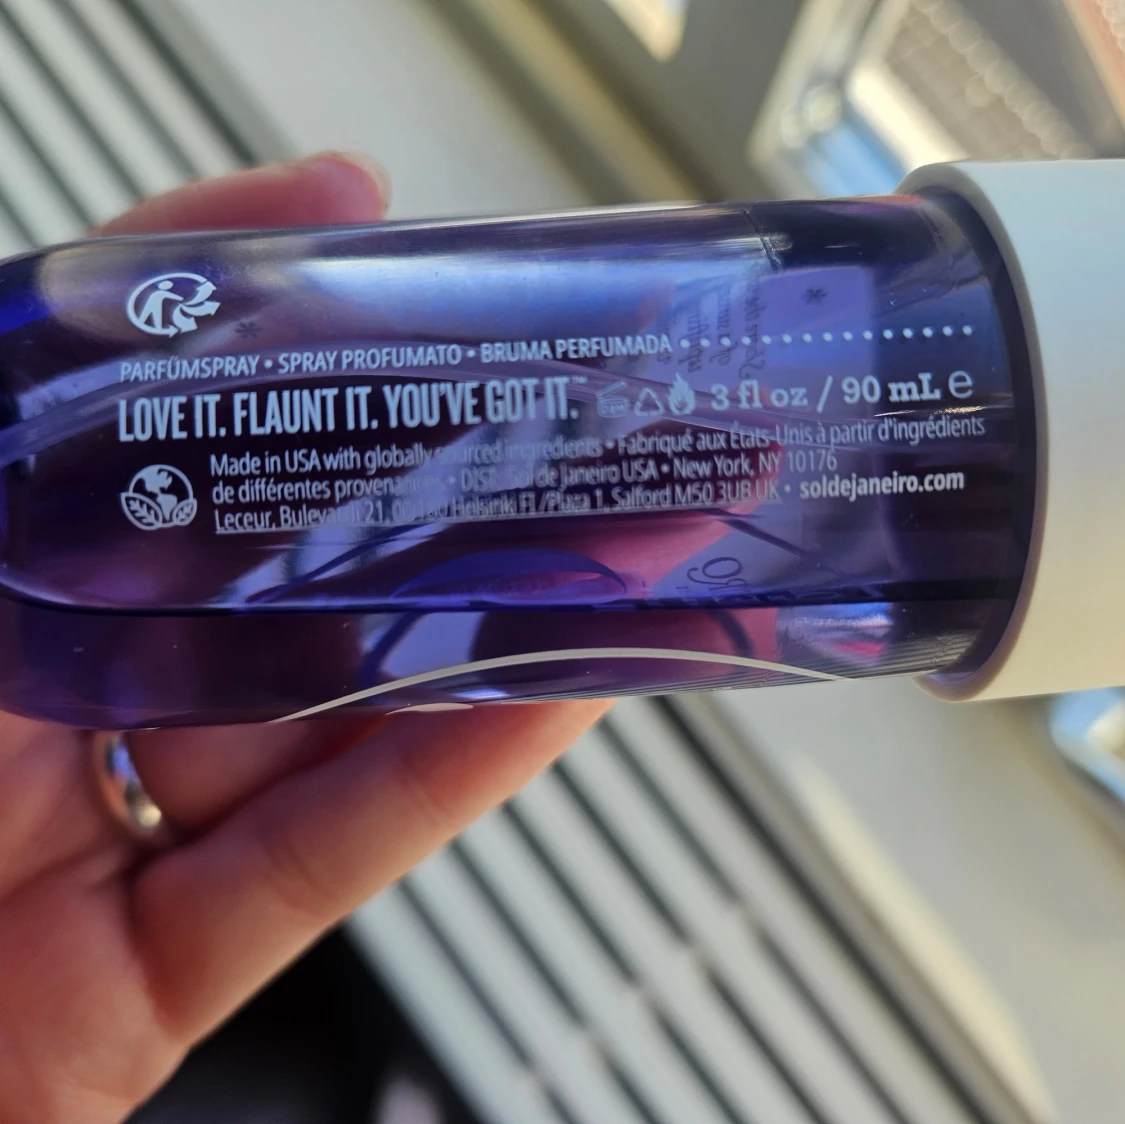 PARFÜMSPRAY • SPRAY PROFUMATO • BRUMA PERFUMADA
LOVE IT. FLAUNT IT. YOU'VE GOT IT.™ 3 fl oz / 90 mL ℮
Made in USA with globally sourced ingredients • Fabriqué aux États-Unis à partir d'ingrédients
de différentes provenances • DIST. Sol de Janeiro USA • New York, NY 10176
Leceur, Bulevardi 21, Helsinki FI / Plaza 1, Salford M50 3UB UK • soldejaneiro.com